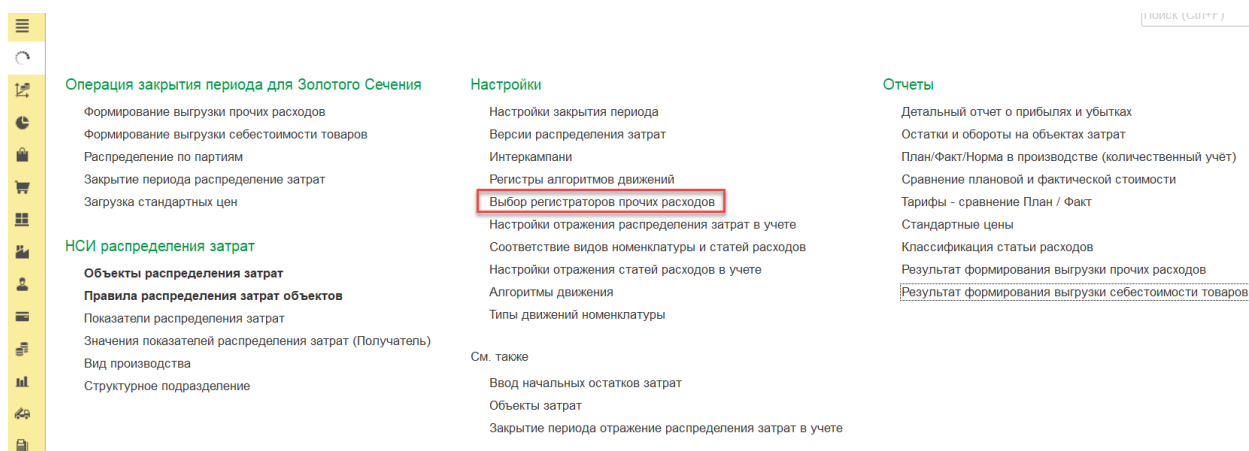 Поиск (Ctrl+F)
Операция закрытия периода для Золотого Сечения
Формирование выгрузки прочих расходов
Формирование выгрузки себестоимости товаров
Распределение по партиям
Закрытие периода распределение затрат
Загрузка стандартных цен
НСИ распределения затрат
Объекты распределения затрат
Правила распределения затрат объектов
Показатели распределения затрат
Значения показателей распределения затрат (Получатель)
Вид производства
Структурное подразделение
Настройки
Настройки закрытия периода
Версии распределения затрат
Интеркампани
Регистры алгоритмов движений
Выбор регистраторов прочих расходов
Настройки отражения распределения затрат в учете
Соответствие видов номенклатуры и статей расходов
Настройки отражения статей расходов в учете
Алгоритмы движения
Типы движений номенклатуры
См. также
Ввод начальных остатков затрат
Объекты затрат
Закрытие периода отражение распределения затрат в учете
Отчеты
Детальный отчет о прибылях и убытках
Остатки и обороты на объектах затрат
План/Факт/Норма в производстве (количественный учёт)
Сравнение плановой и фактической стоимости
Тарифы - сравнение План / Факт
Стандартные цены
Классификация статьи расходов
Результат формирования выгрузки прочих расходов
Результат формирования выгрузки себестоимости товаров